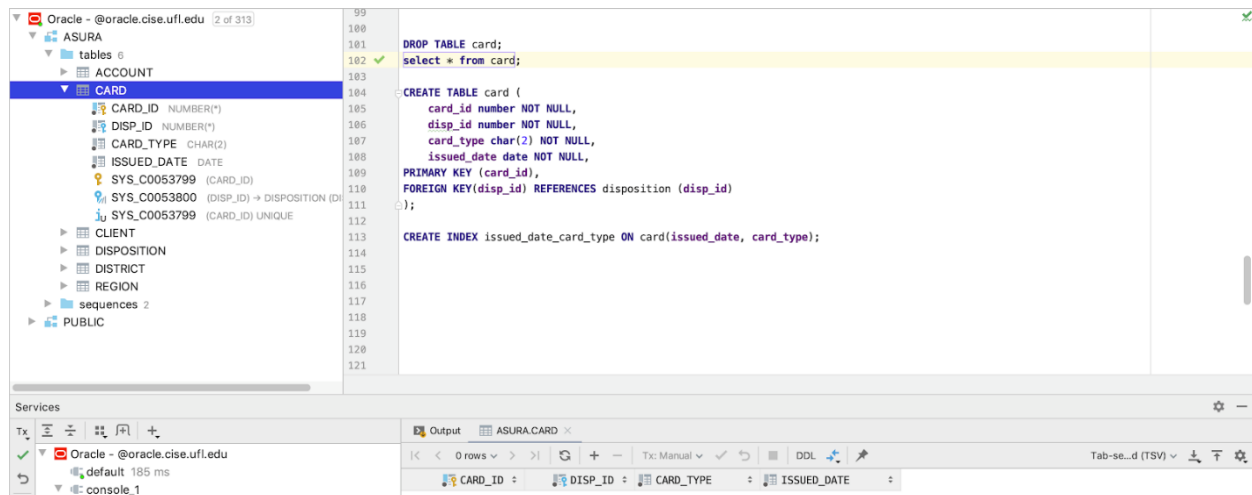 Oracle - @oracle.cise.ufl.edu 2 of 313
ASURA
tables 6
ACCOUNT
CARD
CARD_ID NUMBER(*)
DISP_ID NUMBER(*)
CARD_TYPE CHAR(2)
ISSUED_DATE DATE
SYS_C0053799 (CARD_ID)
SYS_C0053800 (DISP_ID) → DISPOSITION (DI
SYS_C0053799 (CARD_ID) UNIQUE
CLIENT
DISPOSITION
DISTRICT
REGION
sequences 2
PUBLIC
99
100
101 DROP TABLE card;
102 select * from card;
103
104 CREATE TABLE card (
105 card_id number NOT NULL,
106 disp_id number NOT NULL,
107 card_type char(2) NOT NULL,
108 issued_date date NOT NULL,
109 PRIMARY KEY (card_id),
110 FOREIGN KEY(disp_id) REFERENCES disposition (disp_id)
111 );
112
113 CREATE INDEX issued_date_card_type ON card(issued_date, card_type);
114
115
116
117
118
119
120
121
Services
Tx
Oracle - @oracle.cise.ufl.edu
default 185 ms
console_1
Output ASURA.CARD
0 rows Tx: Manual DDL Tab-se...d (TSV)
CARD_ID DISP_ID CARD_TYPE ISSUED_DATE